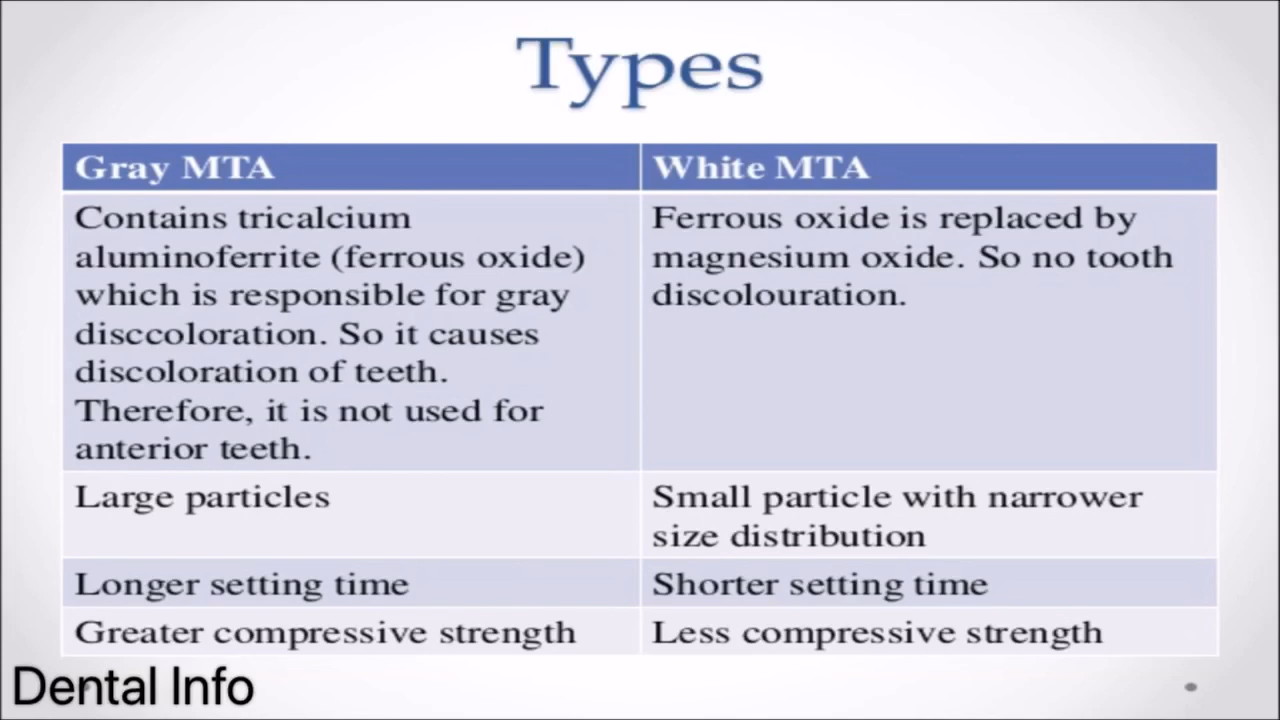 Types
Gray MTA
White MTA
Contains tricalcium
aluminoferrite (ferrous oxide)
which is responsible for gray
disccoloration. So it causes
discoloration of teeth.
Therefore, it is not used for
anterior teeth.
Ferrous oxide is replaced by
magnesium oxide. So no tooth
discolouration.
Large particles
Small particle with narrower
size distribution
Longer setting time
Shorter setting time
Greater compressive strength
Less compressive strength
Dental Info